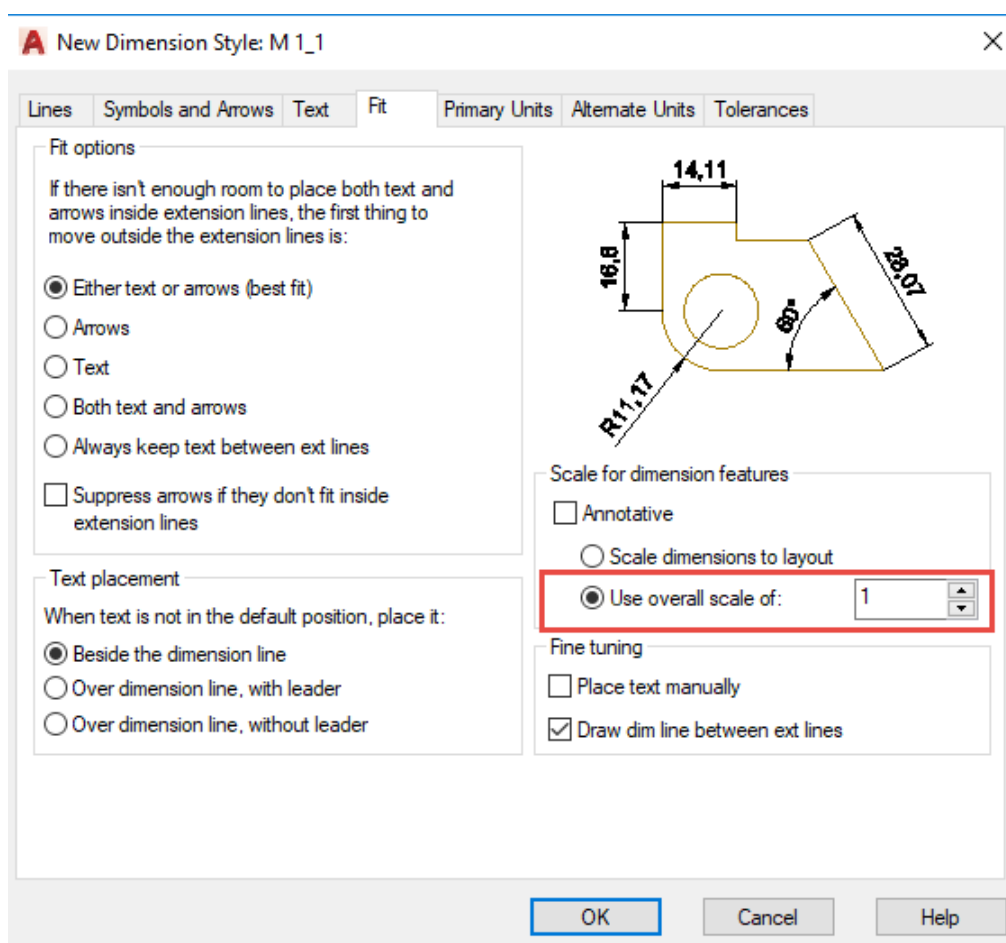 New Dimension Style: M 1_1
Lines Symbols and Arrows Text Fit Primary Units Alternate Units Tolerances
Fit options
If there isn't enough room to place both text and
arrows inside extension lines, the first thing to
move outside the extension lines is:
Either text or arrows (best fit)
Arrows
Text
Both text and arrows
Always keep text between ext lines
Suppress arrows if they don't fit inside
extension lines
Text placement
When text is not in the default position, place it:
Beside the dimension line
Over dimension line, with leader
Over dimension line, without leader
14,11
16,6
28,07
60°
R11,17
Scale for dimension features
Annotative
Scale dimensions to layout
Use overall scale of: 1
Fine tuning
Place text manually
Draw dim line between ext lines
OK Cancel Help